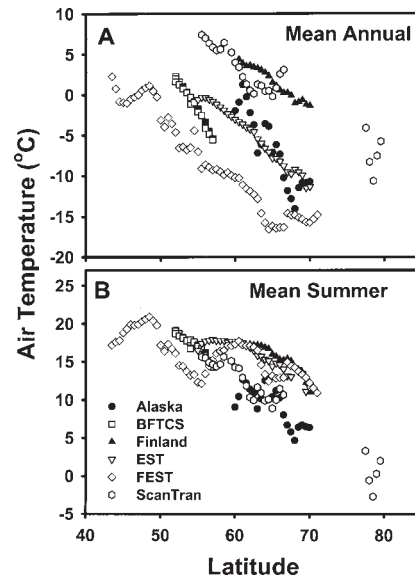 A
Mean Annual
10
5
0
-5
-10
-15
-20
Air Temperature (°C)
B
Mean Summer
25
20
15
10
5
0
-5
Alaska
BFTCS
Finland
EST
FEST
ScanTran
40 50 60 70 80
Latitude